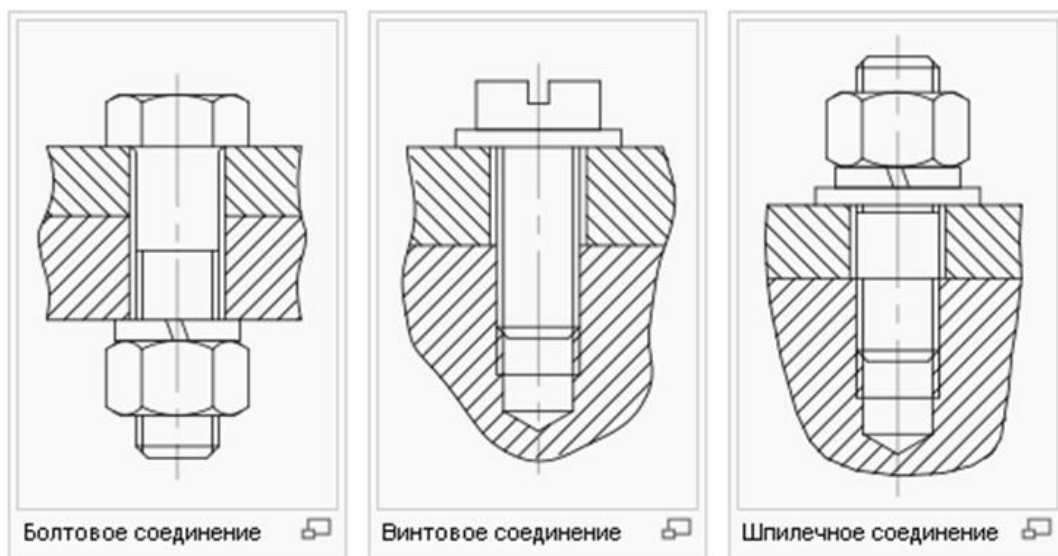 Болтовое соединение
Винтовое соединение
Шпилечное соединение